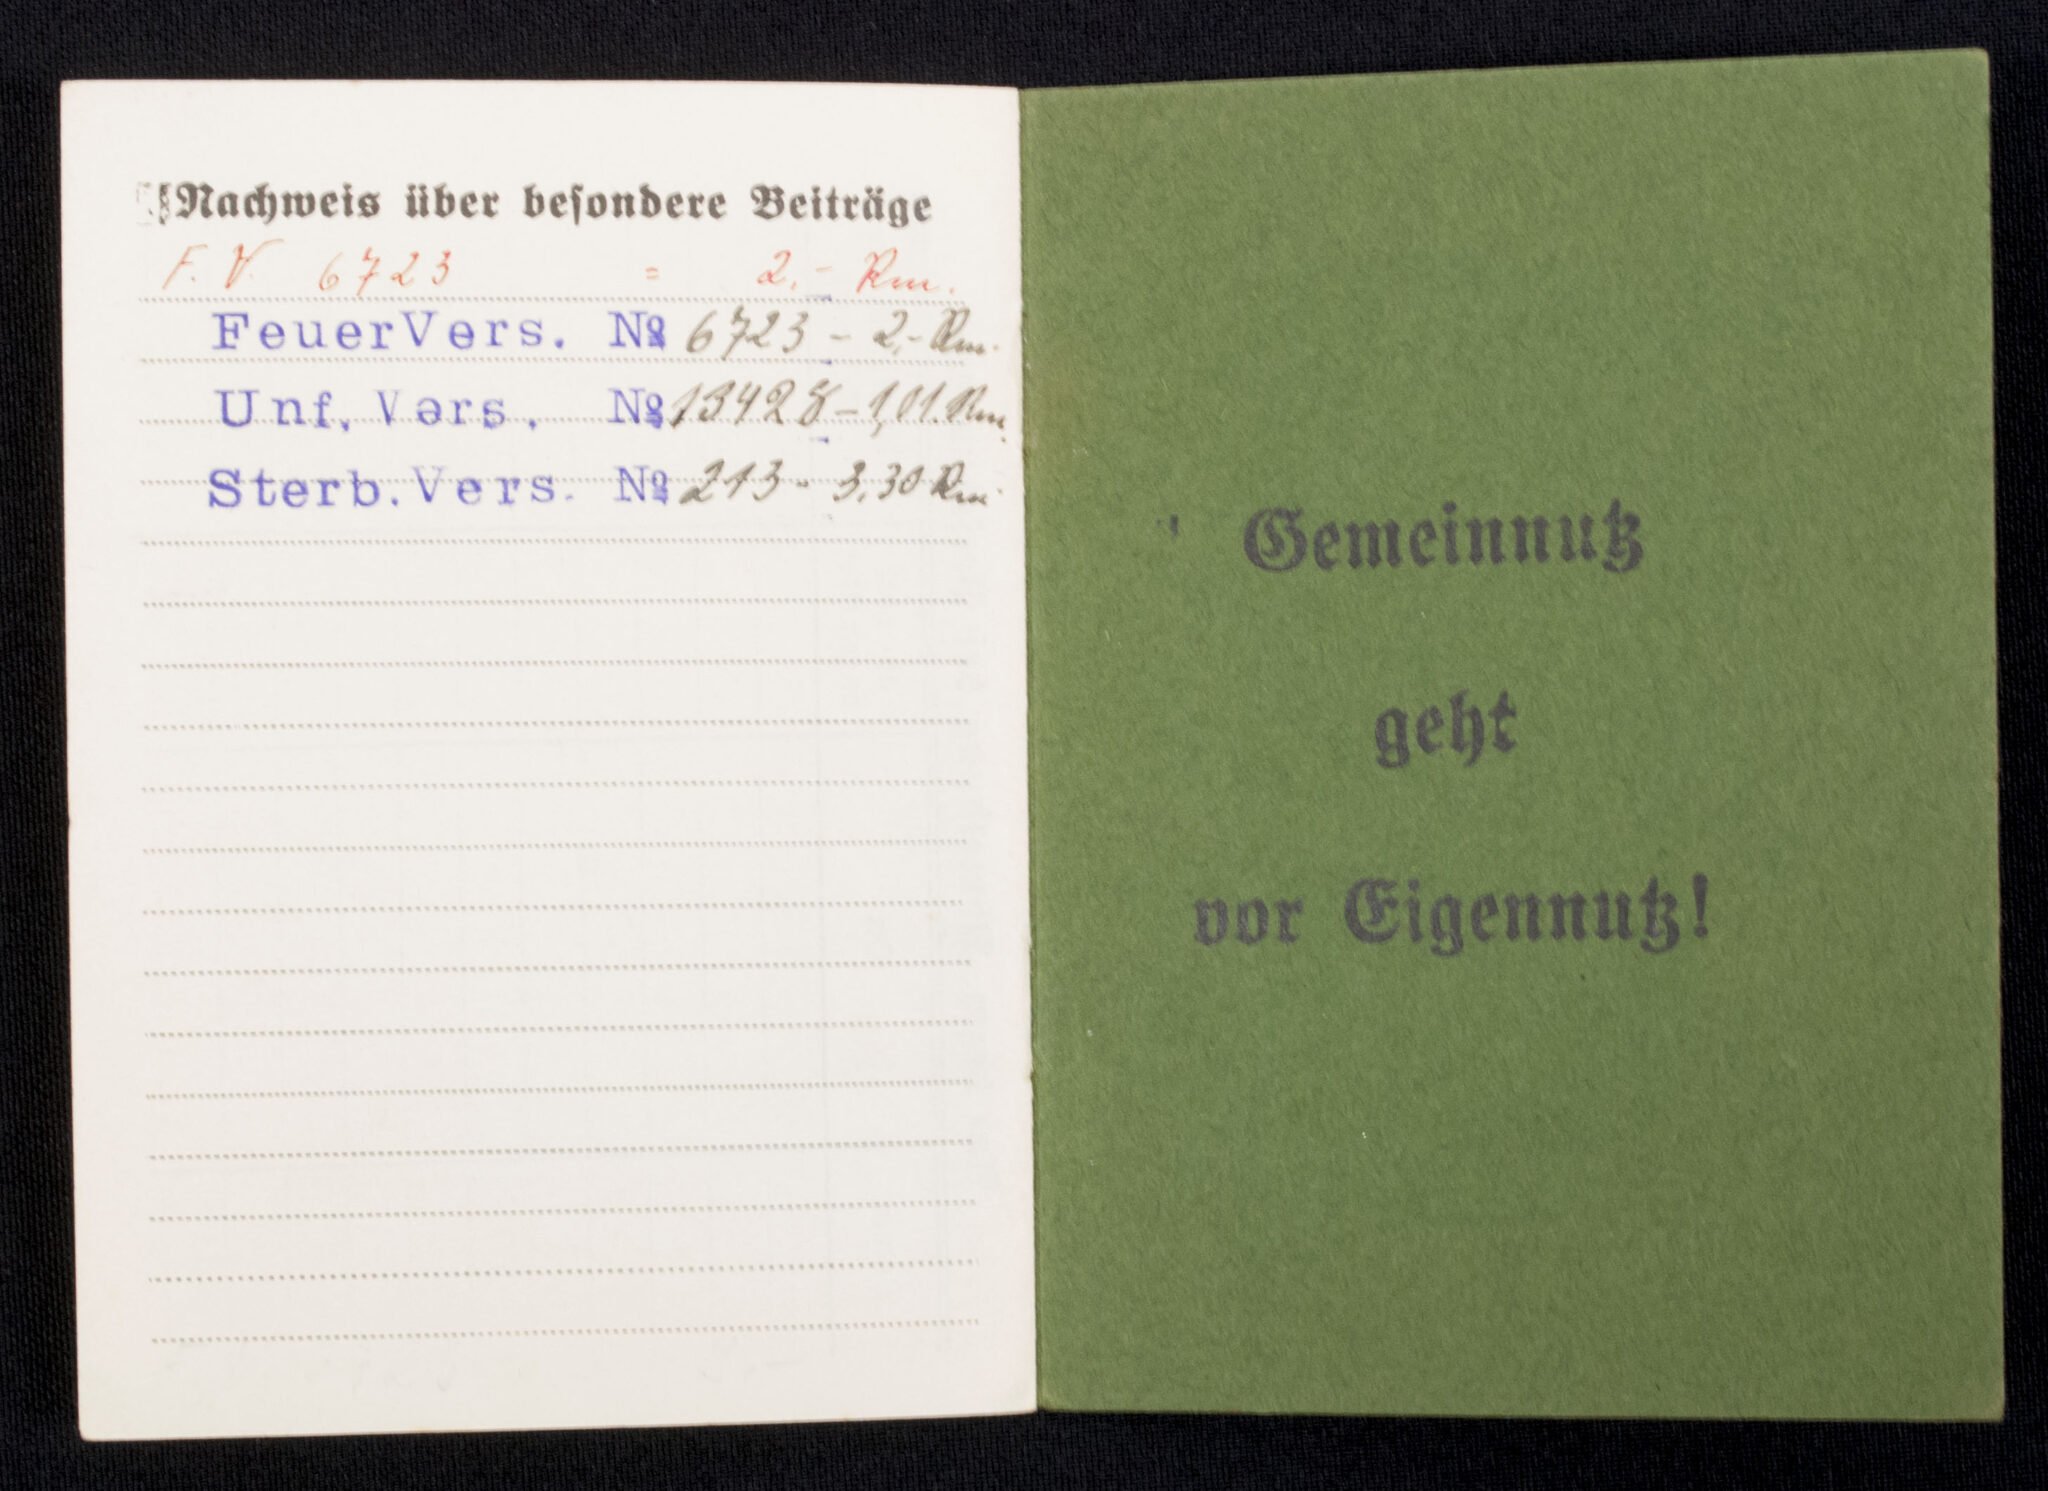 Nachweis über besondere Beiträge
F. V. 6723 = 2.- Rm.
FeuerVers. № 6723 - 2.- Rm.
Unf. Vers. № 13428 - 1,01. Rm.
Sterb. Vers. № 213 - 3.30 Rm.
Gemeinnutz
geht
vor Eigennutz!